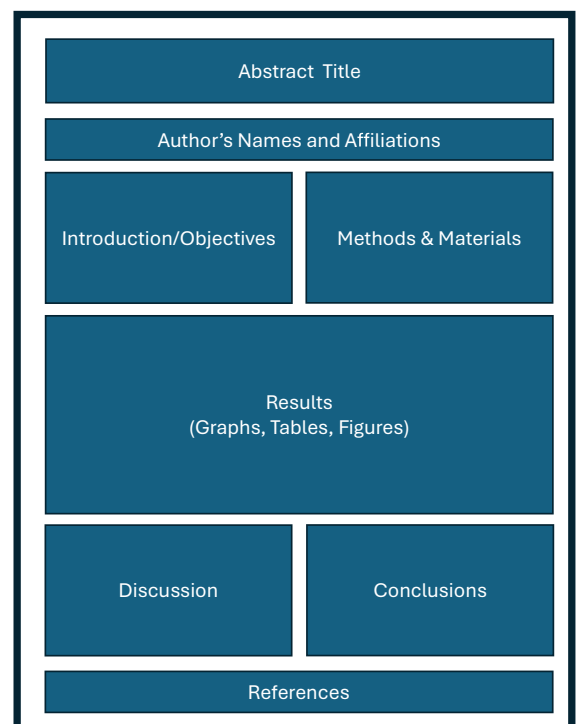 Abstract Title
Author's Names and Affiliations
Introduction/Objectives
Methods & Materials
Results
(Graphs, Tables, Figures)
Discussion
Conclusions
References